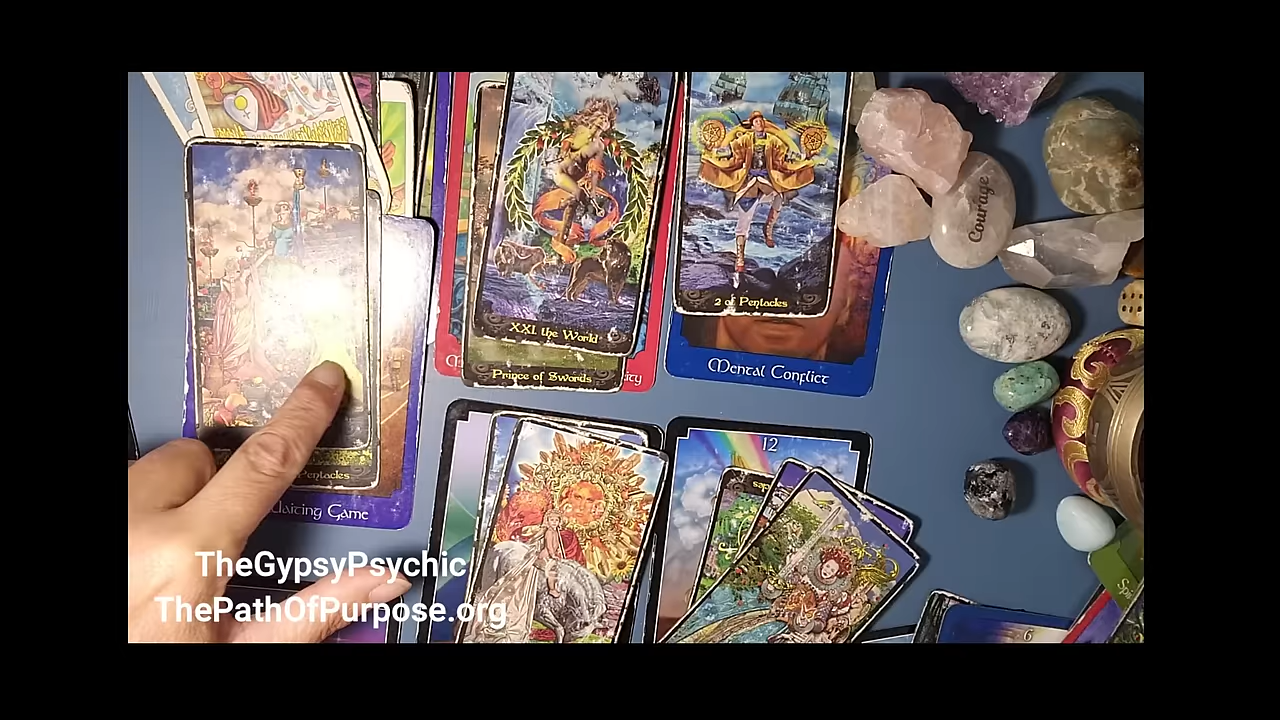 XXI the World
Prince of Swords
2 of Pentacles
Mental Conflict
Courage
Pentacles
Waiting Game
12
6
TheGypsyPsychic
ThePathOfPurpose.org